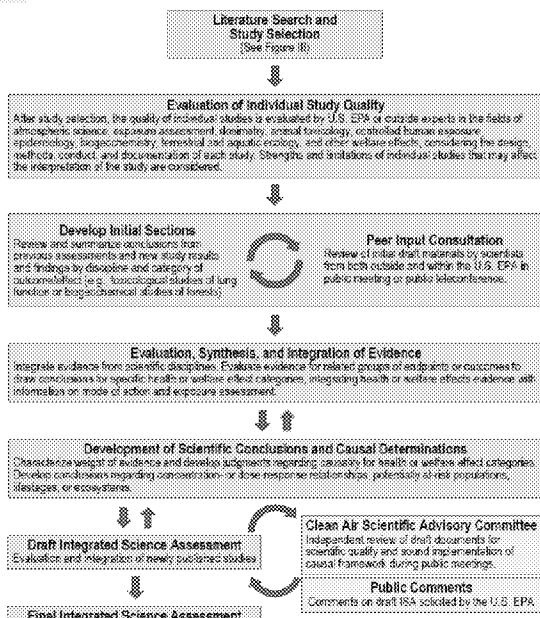 Literature Search and
Study Selection
(See Figure III)
Evaluation of Individual Study Quality
After study selection, the quality of individual studies is evaluated by U.S. EPA or outside experts in the fields of
atmospheric science, exposure assessment, dosimetry, animal toxicology, controlled human exposure,
epidemiology, biogeochemistry, terrestrial and aquatic ecology, and other welfare effects, considering the design,
methods, conduct, and documentation of each study. Strengths and limitations of individual studies that may affect
the interpretation of the study are considered.
Develop Initial Sections
Review and summarize conclusions from
previous assessments and new study results
and findings by discipline and category of
outcome/effect (e.g., toxicological studies of lung
function or biogeochemical studies of forests)
Peer Input Consultation
Review of initial draft materials by scientists
from both outside and within the U.S. EPA in
public meeting or public teleconference.
Evaluation, Synthesis, and Integration of Evidence
Integrate evidence from scientific disciplines. Evaluate evidence for related groups of endpoints or outcomes to
draw conclusions for specific health or welfare effect categories, integrating health or welfare effects evidence with
information on mode of action and exposure assessment.
Development of Scientific Conclusions and Causal Determinations
Characterize weight of evidence and develop judgments regarding causality for health or welfare effect categories.
Develop conclusions regarding concentration- or dose-response relationships, potentially at-risk populations,
lifestages, or ecosystems.
Draft Integrated Science Assessment
Evaluation and integration of newly published studies
Clean Air Scientific Advisory Committee
Independent review of draft documents for
scientific quality and sound implementation of
causal framework during public meetings.
Public Comments
Comments on draft ISA solicited by the U.S. EPA
Final Integrated Science Assessment